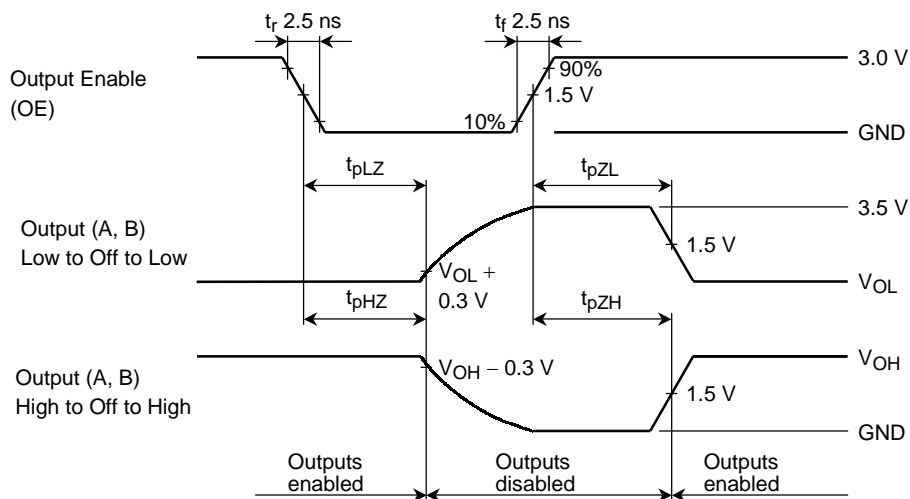 tr 2.5 ns
tf 2.5 ns
Output Enable
(OE)
90%
1.5 V
10%
3.0 V
GND
tpLZ
tpZL
Output (A, B)
Low to Off to Low
VOL +
0.3 V
3.5 V
1.5 V
VOL
tpHZ
tpZH
Output (A, B)
High to Off to High
VOH − 0.3 V
VOH
1.5 V
GND
Outputs
enabled
Outputs
disabled
Outputs
enabled